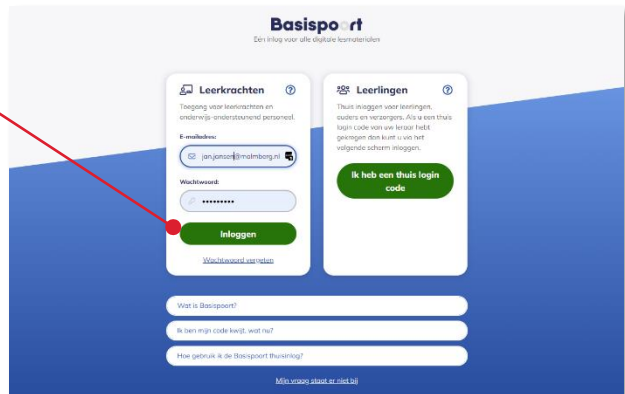 Basispoort
Eén inlog voor alle digitale lesmaterialen
Leerkrachten
Toegang voor leerkrachten en
onderwijs-ondersteunend personeel.
E-mailadres:
jan.jansen@malmberg.nl
Wachtwoord:
•••••••••
Inloggen
Wachtwoord vergeten
Leerlingen
Thuis inloggen voor leerlingen,
ouders en verzorgers. Als u een thuis
login code van uw leraar hebt
gekregen dan kunt u via het
volgende scherm inloggen.
Ik heb een thuis login
code
Wat is Basispoort?
Ik ben mijn code kwijt, wat nu?
Hoe gebruik ik de Basispoort thuisinlog?
Mijn vraag staat er niet bij